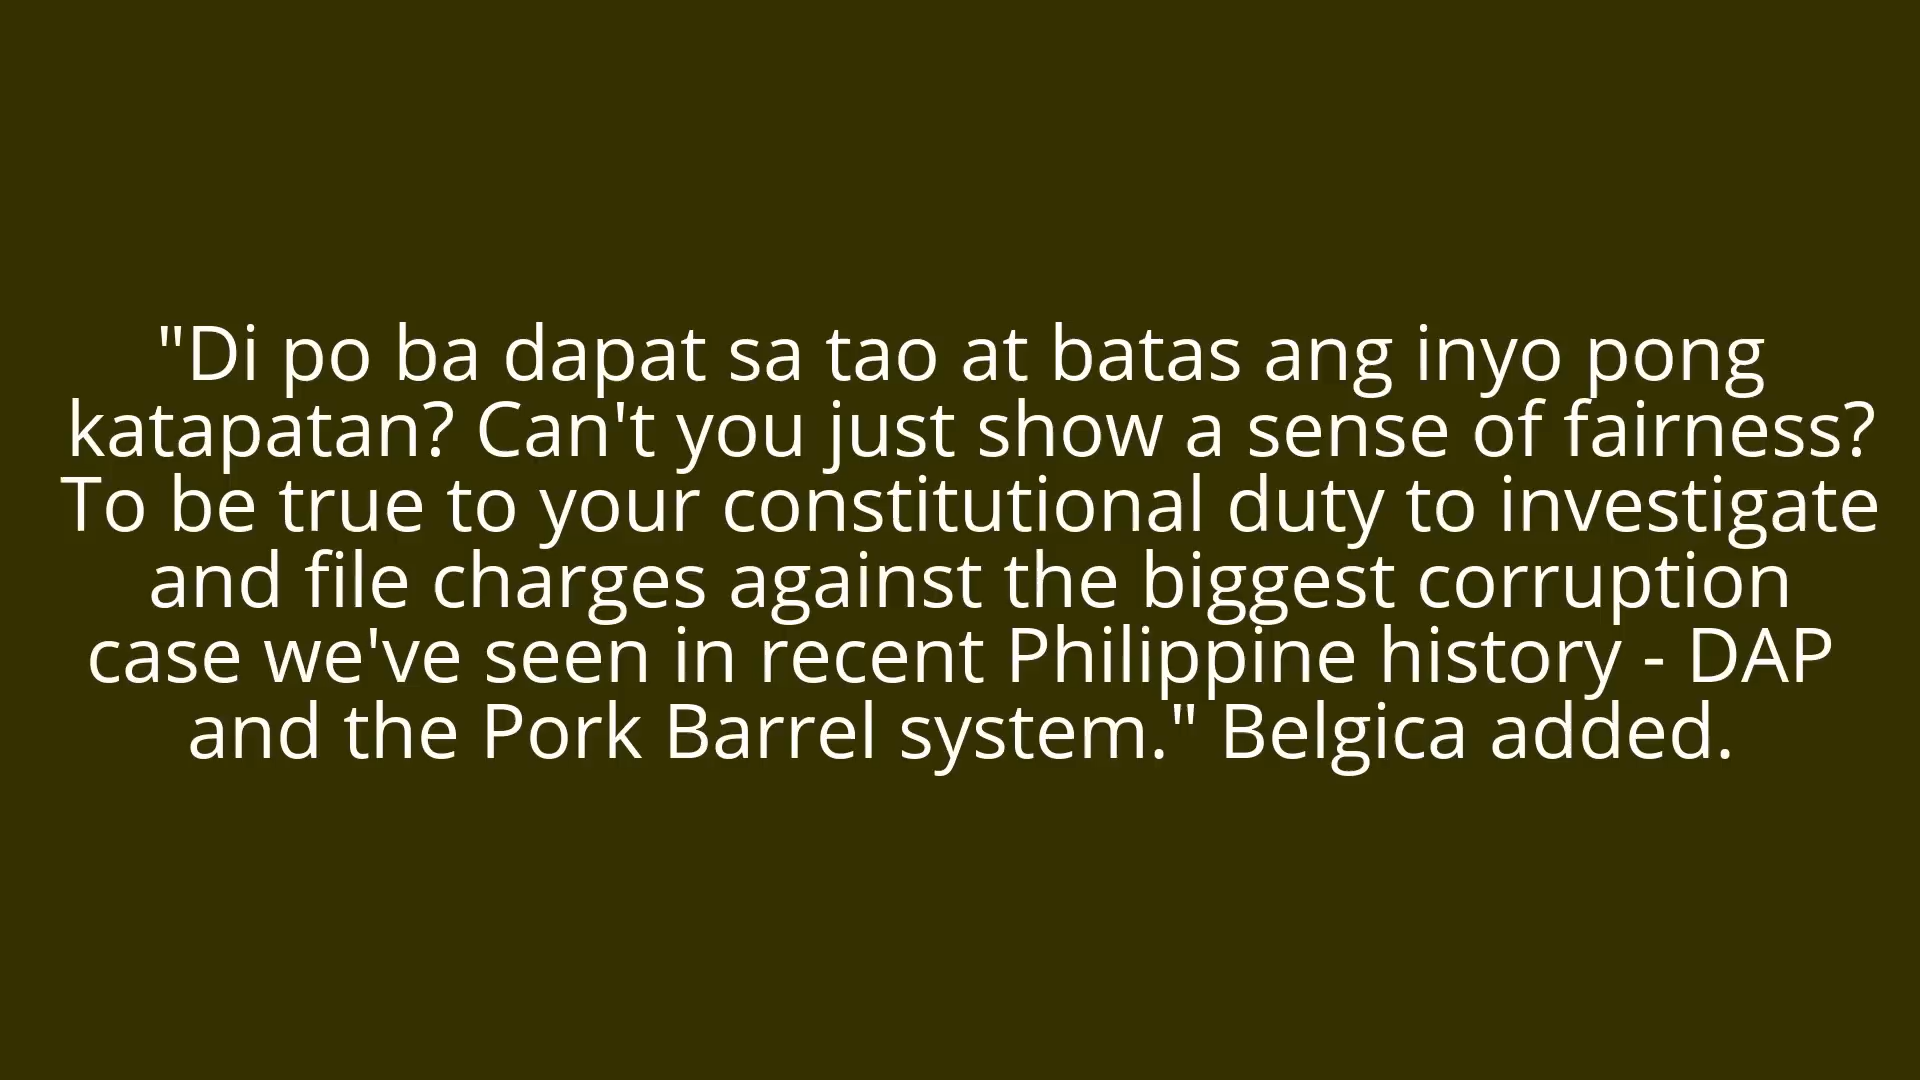 "Di po ba dapat sa tao at batas ang inyo pong
katapatan? Can't you just show a sense of fairness?
To be true to your constitutional duty to investigate
and file charges against the biggest corruption
case we've seen in recent Philippine history - DAP
and the Pork Barrel system." Belgica added.